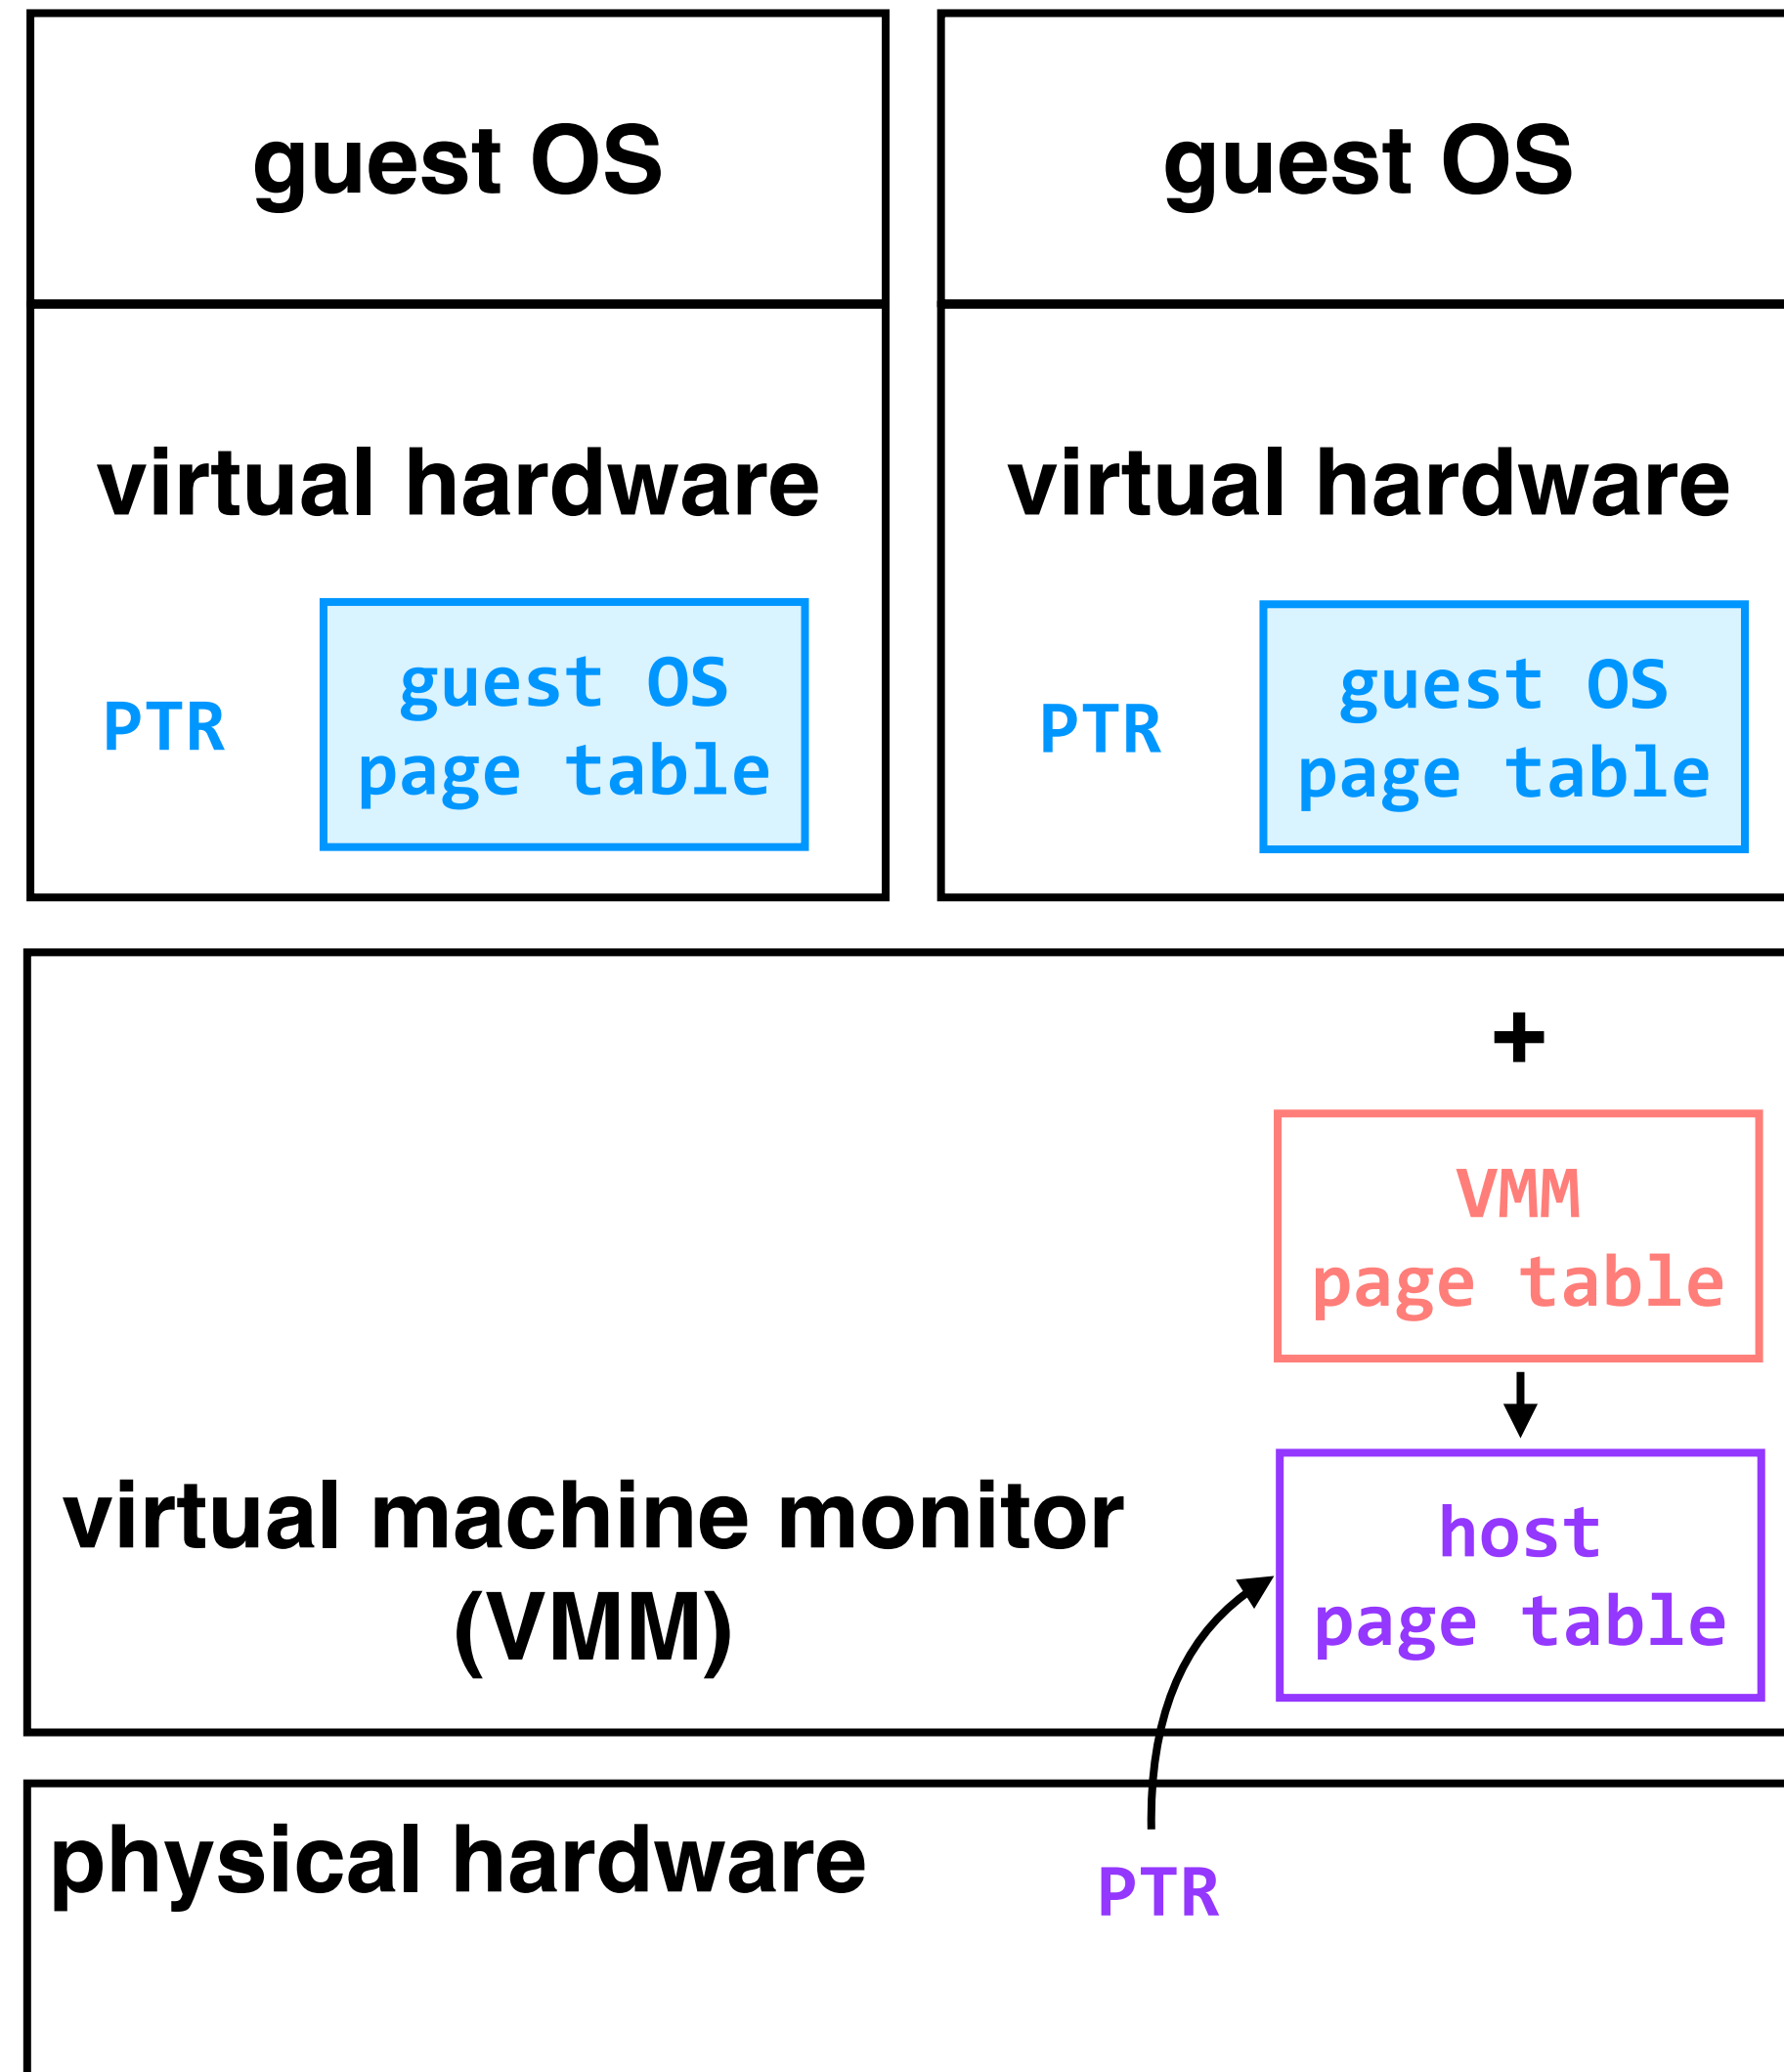 guest OS
guest OS
virtual hardware
virtual hardware
PTR
guest OS
page table
PTR
guest OS
page table
+
VMM
page table
virtual machine monitor
(VMM)
host
page table
physical hardware
PTR